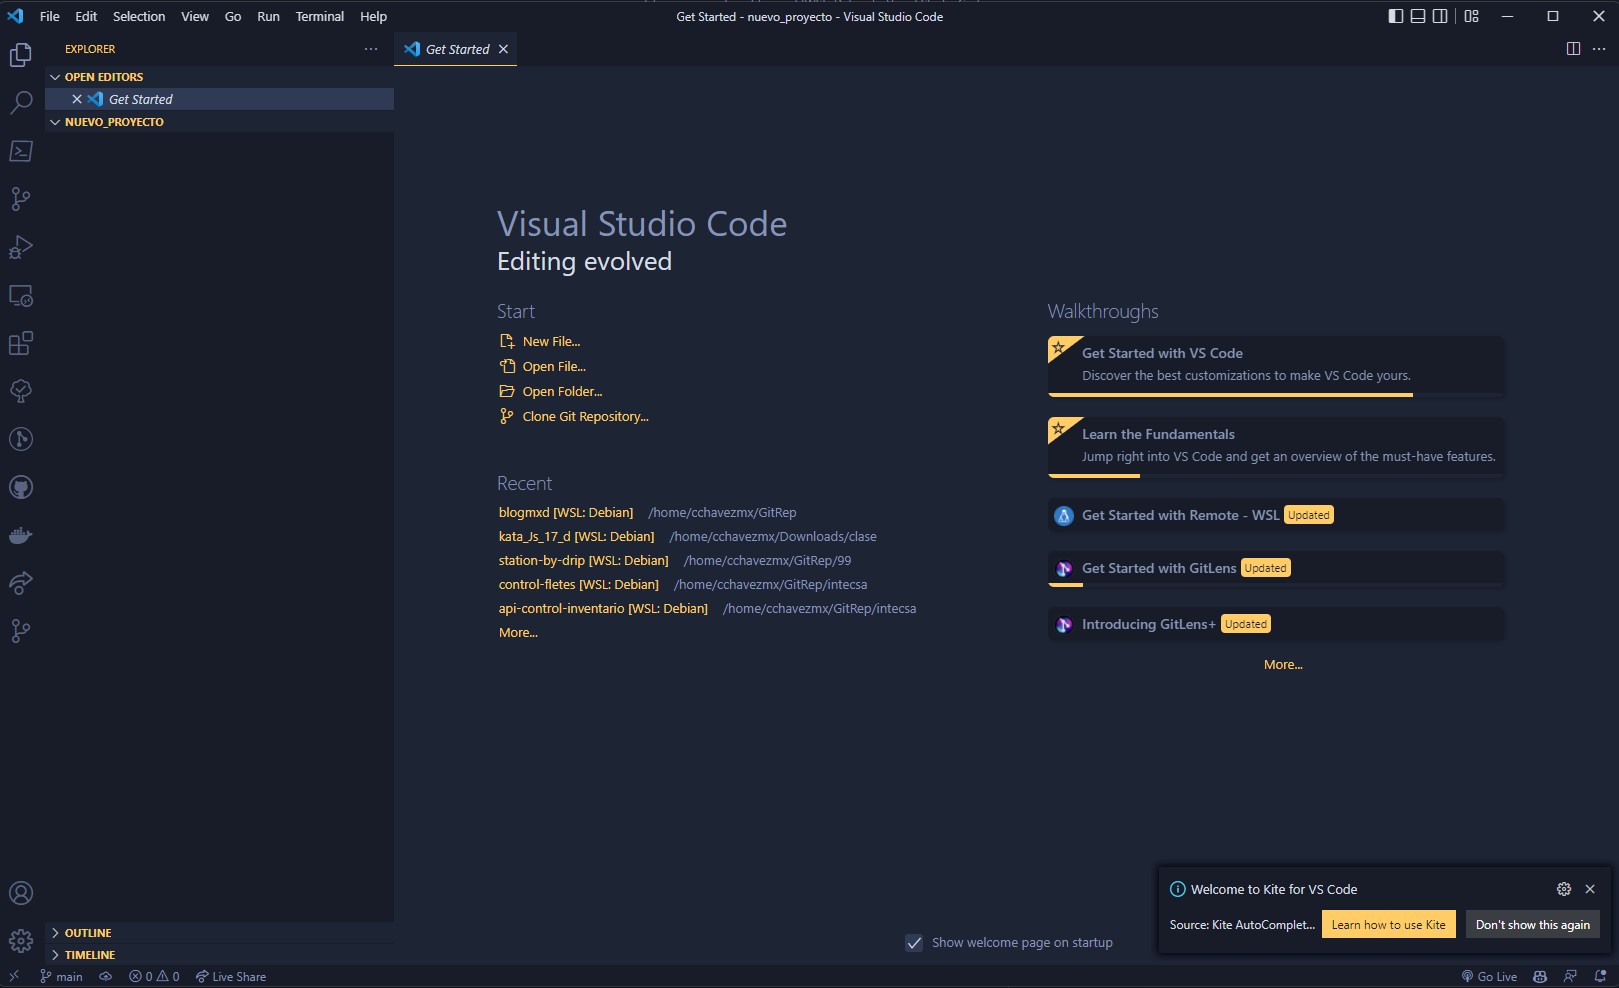 File Edit Selection View Go Run Terminal Help
Get Started - nuevo_proyecto - Visual Studio Code
EXPLORER
Get Started
OPEN EDITORS
Get Started
NUEVO_PROYECTO
Visual Studio Code
Editing evolved
Start
New File...
Open File...
Open Folder...
Clone Git Repository...
Recent
blogmxd [WSL: Debian] /home/cchavezmx/GitRep
kata_Js_17_d [WSL: Debian] /home/cchavezmx/Downloads/clase
station-by-drip [WSL: Debian] /home/cchavezmx/GitRep/99
control-fletes [WSL: Debian] /home/cchavezmx/GitRep/intecsa
api-control-inventario [WSL: Debian] /home/cchavezmx/GitRep/intecsa
More...
Walkthroughs
Get Started with VS Code
Discover the best customizations to make VS Code yours.
Learn the Fundamentals
Jump right into VS Code and get an overview of the must-have features.
Get Started with Remote - WSL Updated
Get Started with GitLens Updated
Introducing GitLens+ Updated
More...
Welcome to Kite for VS Code
Source: Kite AutoComplet... Learn how to use Kite Don't show this again
Show welcome page on startup
OUTLINE
TIMELINE
main 0 0 Live Share
Go Live